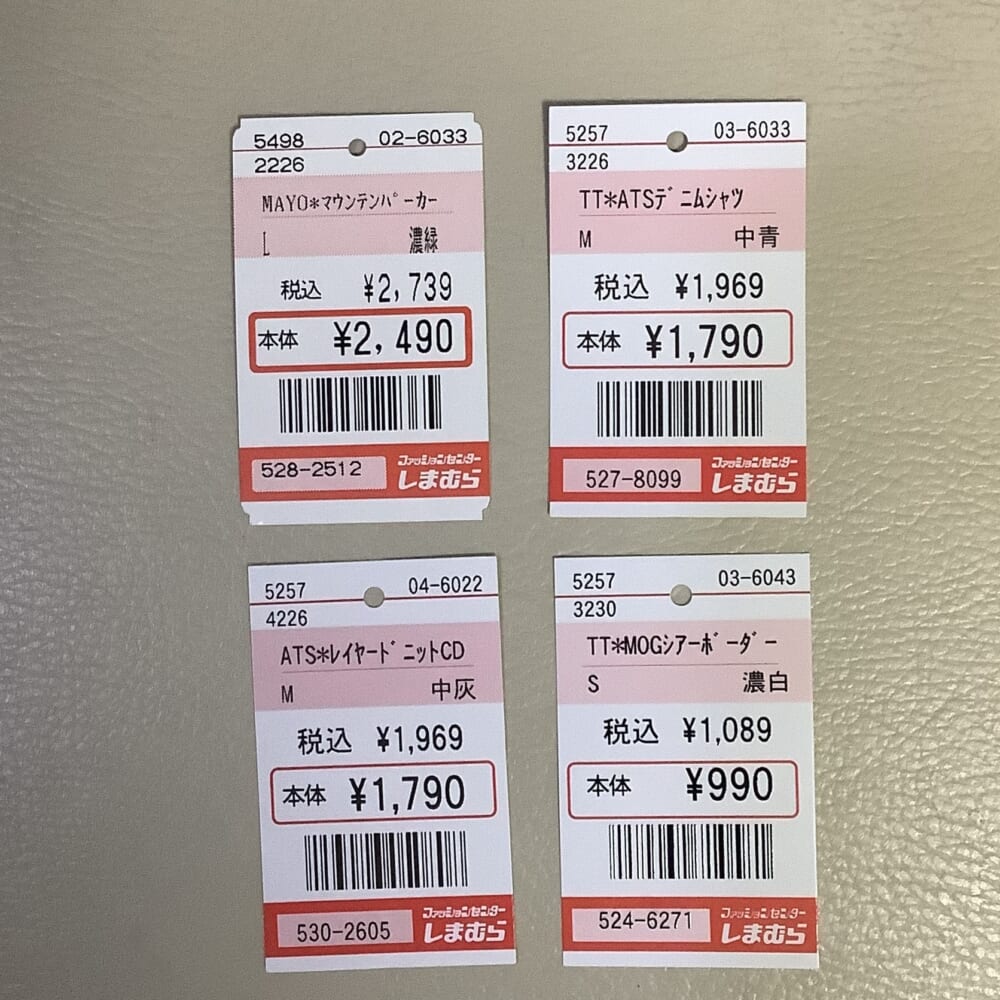 5498 02-6033
2226
MAYO*マウンテンパーカー
L 濃緑
税込 ¥2,739
本体 ¥2,490
528-2512 ファッションセンター
しまむら
5257 03-6033
3226
TT*ATSデニムシャツ
M 中青
税込 ¥1,969
本体 ¥1,790
527-8099 ファッションセンター
しまむら
5257 04-6022
4226
ATS*レイヤードニットCD
M 中灰
税込 ¥1,969
本体 ¥1,790
530-2605 ファッションセンター
しまむら
5257 03-6043
3230
TT*MOGシアーボーダー
S 濃白
税込 ¥1,089
本体 ¥990
524-6271 ファッションセンター
しまむら